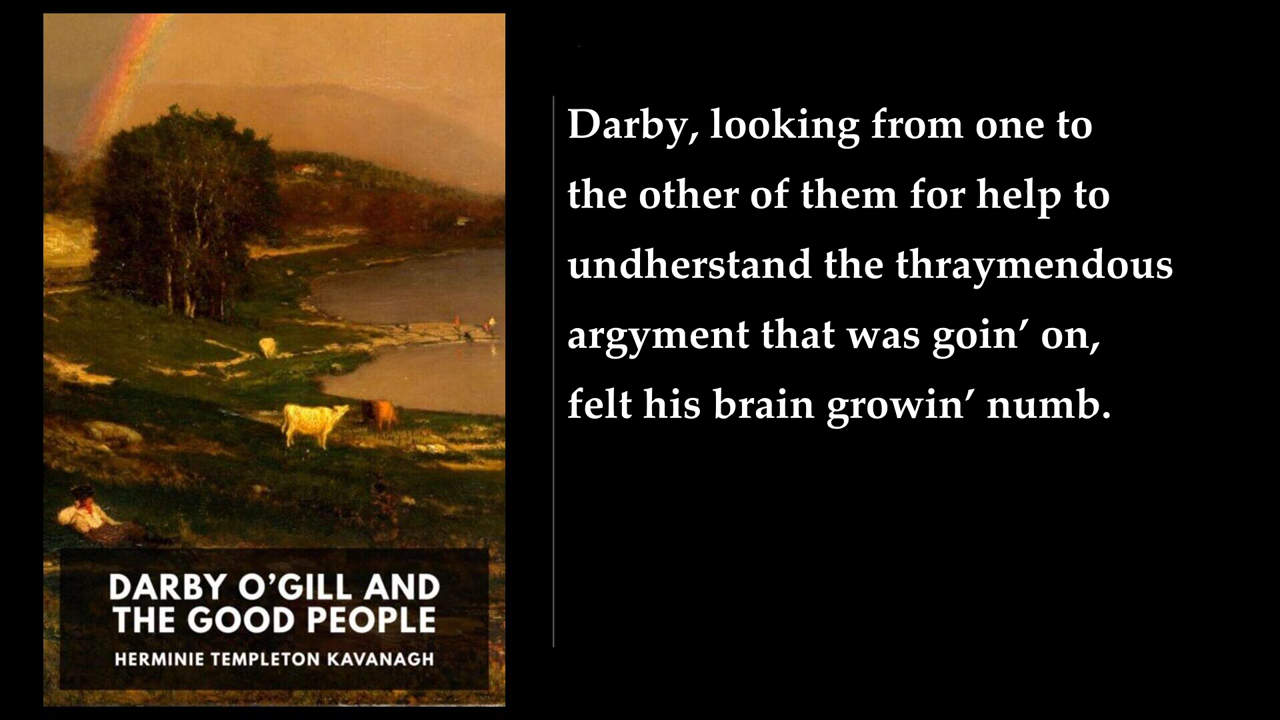 Darby, looking from one to
the other of them for help to
undherstand the thraymendous
argyment that was goin’ on,
felt his brain growin’ numb.
DARBY O’GILL AND
THE GOOD PEOPLE
HERMINIE TEMPLETON KAVANAGH